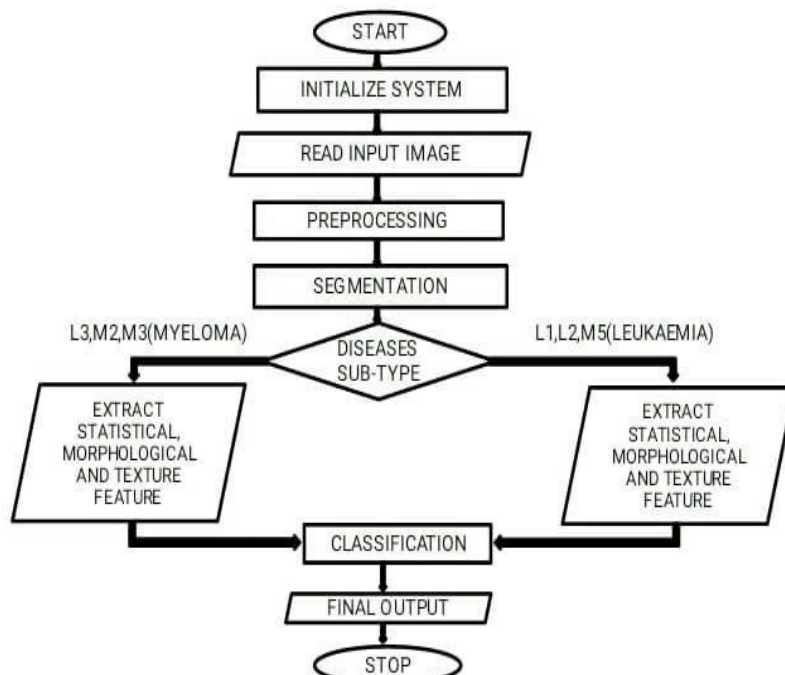 START
INITIALIZE SYSTEM
READ INPUT IMAGE
PREPROCESSING
SEGMENTATION
L3,M2,M3(MYELOMA)
DISEASES
SUB-TYPE
L1,L2,M5(LEUKAEMIA)
EXTRACT
STATISTICAL,
MORPHOLOGICAL
AND TEXTURE
FEATURE
EXTRACT
STATISTICAL,
MORPHOLOGICAL
AND TEXTURE
FEATURE
CLASSIFICATION
FINAL OUTPUT
STOP